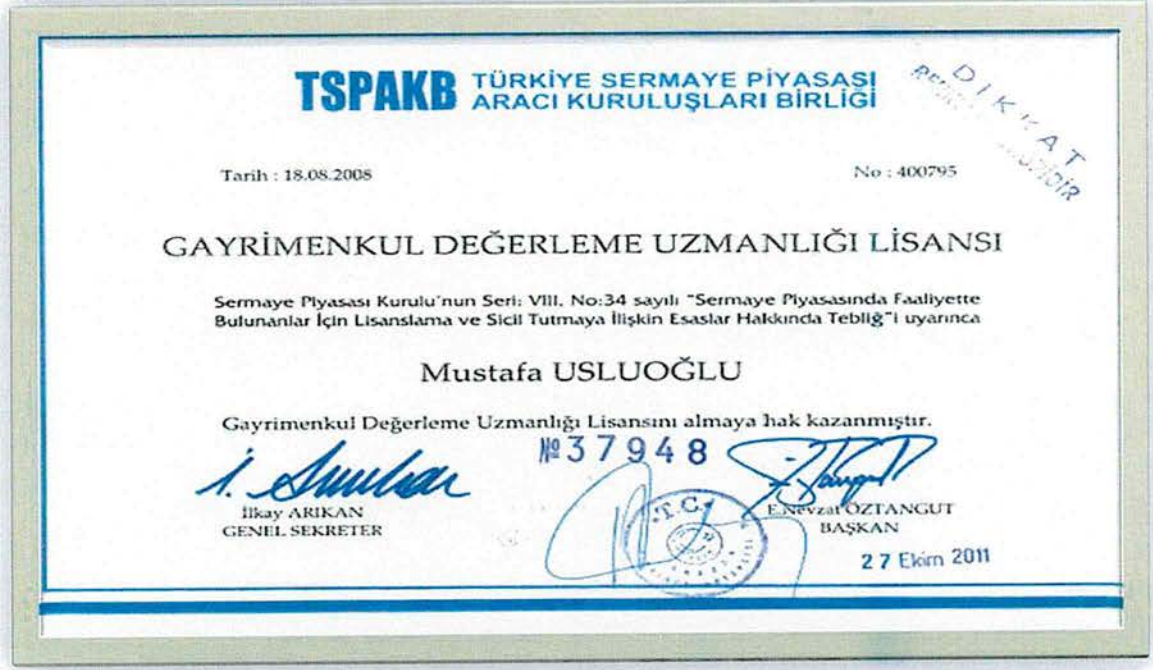 TSPAKB TÜRKİYE SERMAYE PİYASASI
ARACI KURULUŞLARI BİRLİĞİ
DİKKAT
Tarih : 18.08.2008
No : 400795
GAYRİMENKUL DEĞERLEME UZMANLIĞI LİSANSI
Sermaye Piyasası Kurulu'nun Seri: VIII, No:34 sayılı "Sermaye Piyasasında Faaliyette
Bulunanlar İçin Lisanslama ve Sicil Tutmaya İlişkin Esaslar Hakkında Tebliğ"i uyarınca
Mustafa USLUOĞLU
Gayrimenkul Değerleme Uzmanlığı Lisansını almaya hak kazanmıştır.
№37948
İlkay ARIKAN
GENEL SEKRETER
E.Nevzat ÖZTANGUT
BAŞKAN
T.C.
27 Ekim 2011